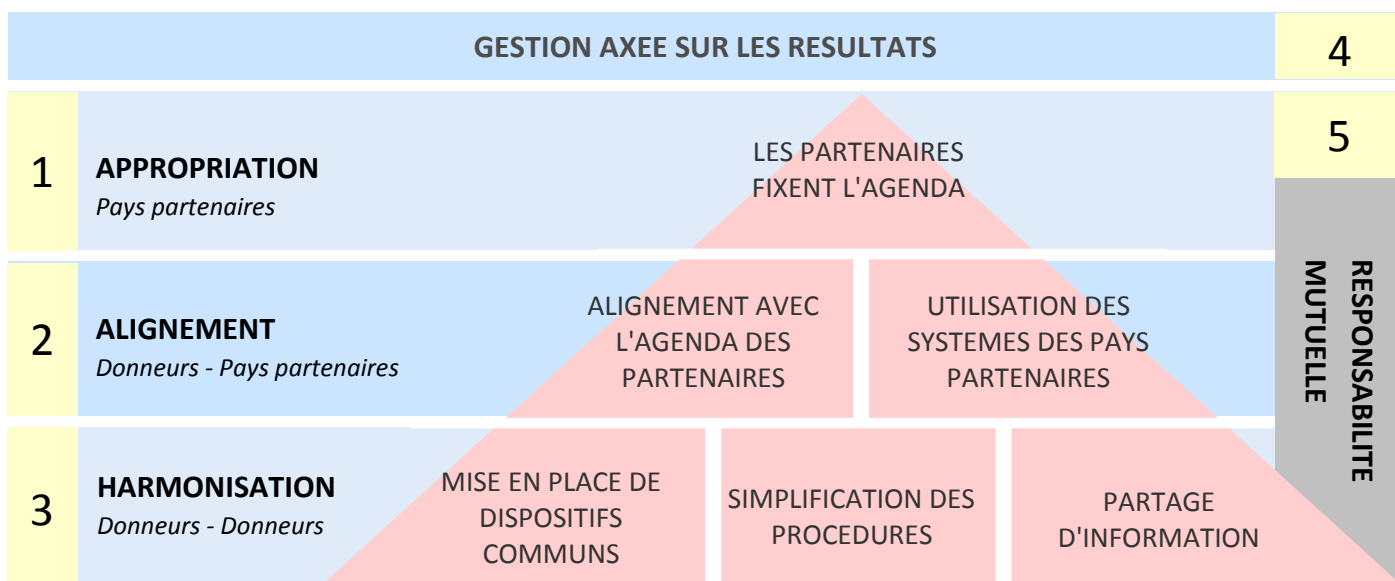 GESTION AXEE SUR LES RESULTATS
4
1
APPROPRIATION
Pays partenaires
LES PARTENAIRES
FIXENT L'AGENDA
5
RESPONSABILITE
MUTUELLE
2
ALIGNEMENT
Donneurs - Pays partenaires
ALIGNEMENT AVEC
L'AGENDA DES
PARTENAIRES
UTILISATION DES
SYSTEMES DES PAYS
PARTENAIRES
3
HARMONISATION
Donneurs - Donneurs
MISE EN PLACE DE
DISPOSITIFS
COMMUNS
SIMPLIFICATION DES
PROCEDURES
PARTAGE
D'INFORMATION